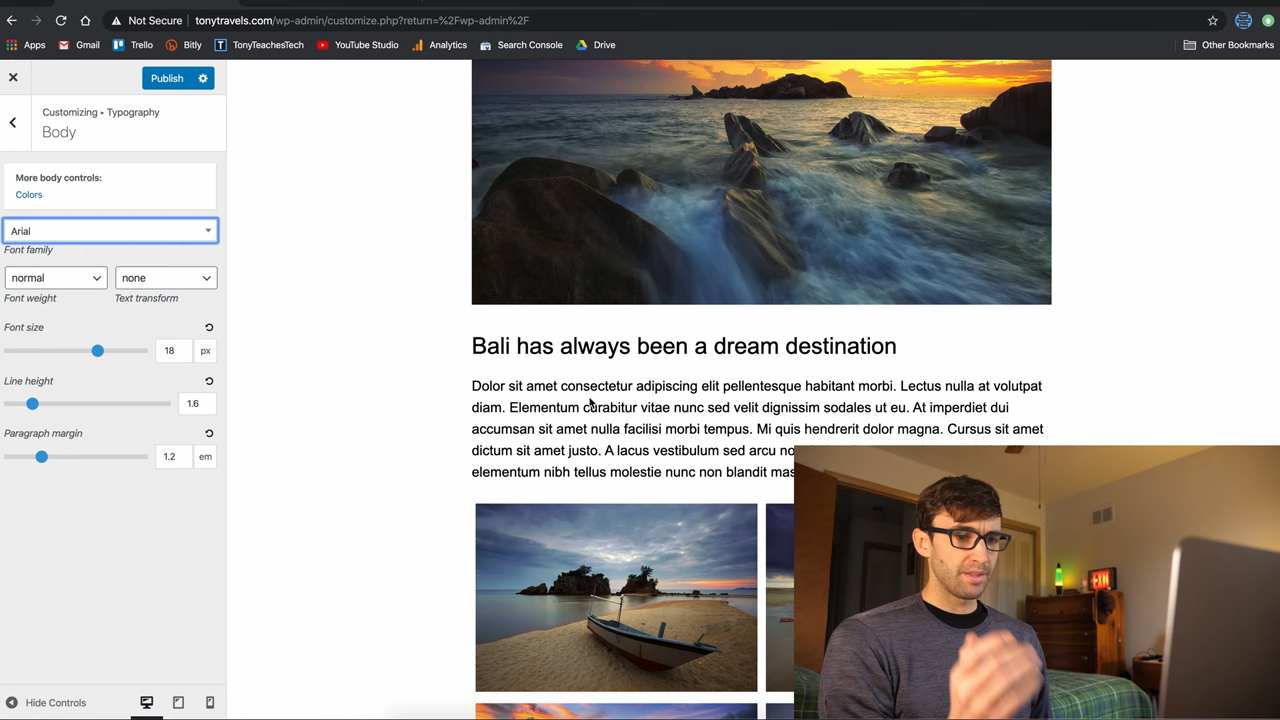 Not Secure | tonytravels.com/wp-admin/customize.php?return=%2Fwp-admin%2F
Apps Gmail Trello Bitly TonyTeachesTech YouTube Studio Analytics Search Console Drive Other Bookmarks
Publish
Customizing ▸ Typography
Body
More body controls:
Colors
Arial
Font family
normal none
Font weight Text transform
Font size
18 px
Line height
1.6
Paragraph margin
1.2 em
Hide Controls
Bali has always been a dream destination
Dolor sit amet consectetur adipiscing elit pellentesque habitant morbi. Lectus nulla at volutpat
diam. Elementum curabitur vitae nunc sed velit dignissim sodales ut eu. At imperdiet dui
accumsan sit amet nulla facilisi morbi tempus. Mi quis hendrerit dolor magna. Cursus sit amet
dictum sit amet justo. A lacus vestibulum sed arcu no
elementum nibh tellus molestie nunc non blandit mas